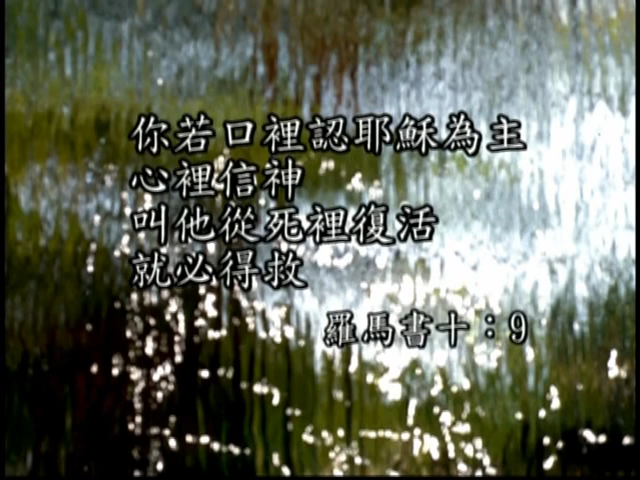 你若口裡認耶穌為主
心裡信神
叫他從死裡復活
就必得救
羅馬書十：9